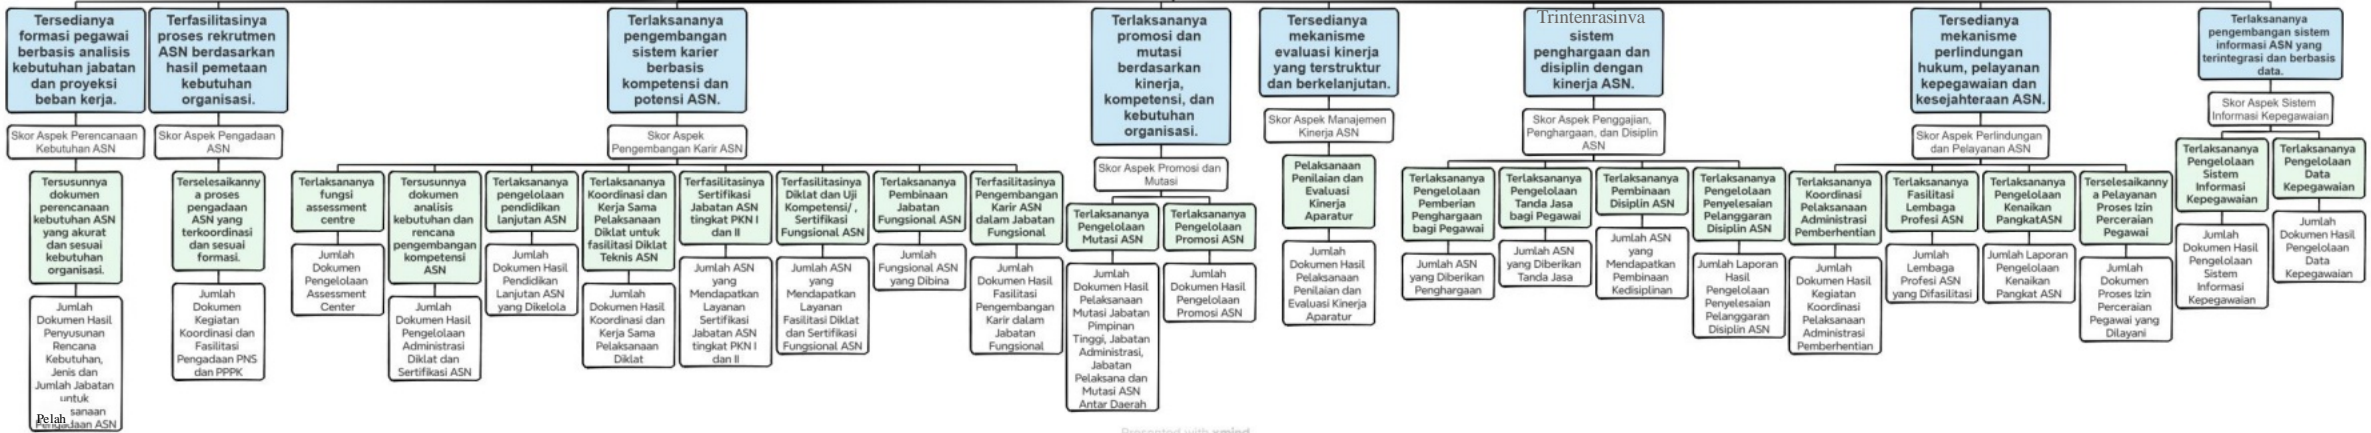 Tersedianya
formasi pegawai
berbasis analisis
kebutuhan jabatan
dan proyeksi
beban kerja.
Skor Aspek Perencanaan
Kebutuhan ASN
Tersusunnya
dokumen
perencanaan
kebutuhan ASN
yang akurat
dan sesuai
kebutuhan
organisasi.
Jumlah
Dokumen Hasil
Penyusunan
Rencana
Kebutuhan,
Jenis dan
Jumlah Jabatan
untuk
Pelah sanaan
Pengadaan ASN
Terfasilitasinya
proses rekrutmen
ASN berdasarkan
hasil pemetaan
kebutuhan
organisasi.
Skor Aspek Pengadaan
ASN
Terselesaikanny
a proses
pengadaan
ASN yang
terkoordinasi
dan sesuai
formasi.
Jumlah
Dokumen
Kegiatan
Koordinasi dan
Fasilitasi
Pengadaan PNS
dan PPPK
Terlaksananya
pengembangan
sistem karier
berbasis
kompetensi dan
potensi ASN.
Skor Aspek
Pengembangan Karir ASN
Terlaksananya
fungsi
assessment
centre
Jumlah
Dokumen
Pengelolaan
Assessment
Center
Tersusunnya
dokumen
analisis
kebutuhan dan
rencana
pengembangan
kompetensi
ASN
Jumlah
Dokumen Hasil
Pengelolaan
Administrasi
Diklat dan
Sertifikasi ASN
Terlaksananya
pengelolaan
pendidikan
lanjutan ASN
Jumlah
Dokumen Hasil
Pendidikan
Lanjutan ASN
yang Dikelola
Terlaksananya
Koordinasi dan
Kerja Sama
Pelaksanaan
Diklat untuk
fasilitasi Diklat
Teknis ASN
Jumlah
Dokumen Hasil
Koordinasi dan
Kerja Sama
Pelaksanaan
Diklat
Terfasilitasinya
Sertifikasi
Jabatan ASN
tingkat PKN I
dan II
Jumlah ASN
yang
Mendapatkan
Layanan
Sertifikasi
Jabatan ASN
tingkat PKN I
dan II
Terfasilitasinya
Diklat dan Uji
Kompetensi/ ,
Sertifikasi
Fungsional ASN
Jumlah ASN
yang
Mendapatkan
Layanan
Fasilitasi Diklat
dan Sertifikasi
Fungsional ASN
Terlaksananya
Pembinaan
Jabatan
Fungsional ASN
Jumlah
Fungsional ASN
yang Dibina
Terfasilitasinya
Pengembangan
Karir ASN
dalam Jabatan
Fungsional
Jumlah
Dokumen Hasil
Fasilitasi
Pengembangan
Karir dalam
Jabatan
Fungsional
Terlaksananya
promosi dan
mutasi
berdasarkan
kinerja,
kompetensi, dan
kebutuhan
organisasi.
Skor Aspek Promosi dan
Mutasi
Terlaksananya
Pengelolaan
Mutasi ASN
Jumlah
Dokumen Hasil
Pelaksanaan
Mutasi Jabatan
Pimpinan
Tinggi, Jabatan
Administrasi,
Jabatan
Pelaksana dan
Mutasi ASN
Antar Daerah
Terlaksananya
Pengelolaan
Promosi ASN
Jumlah
Dokumen Hasil
Pengelolaan
Promosi ASN
Tersedianya
mekanisme
evaluasi kinerja
yang terstruktur
dan berkelanjutan.
Skor Aspek Manajemen
Kinerja ASN
Pelaksanaan
Penilaian dan
Evaluasi
Kinerja
Aparatur
Jumlah
Dokumen Hasil
Pelaksanaan
Penilaian dan
Evaluasi Kinerja
Aparatur
Trintenrasinva
sistem
penghargaan dan
disiplin dengan
kinerja ASN.
Skor Aspek Penggajian,
Penghargaan, dan Disiplin
ASN
Terlaksananya
Pengelolaan
Pemberian
Penghargaan
bagi Pegawai
Jumlah ASN
yang Diberikan
Penghargaan
Terlaksananya
Pengelolaan
Tanda Jasa
bagi Pegawai
Jumlah ASN
yang Diberikan
Tanda Jasa
Terlaksananya
Pembinaan
Disiplin ASN
Jumlah ASN
yang
Mendapatkan
Pembinaan
Kedisiplinan
Terlaksananya
Pengelolaan
Penyelesaian
Pelanggaran
Disiplin ASN
Jumlah Laporan
Hasil
Pengelolaan
Penyelesaian
Pelanggaran
Disiplin ASN
Tersedianya
mekanisme
perlindungan
hukum, pelayanan
kepegawaian dan
kesejahteraan ASN.
Skor Aspek Perlindungan
dan Pelayanan ASN
Terlaksananya
Koordinasi
Pelaksanaan
Administrasi
Pemberhentian
Jumlah
Dokumen Hasil
Kegiatan
Koordinasi
Pelaksanaan
Administrasi
Pemberhentian
Terlaksananya
Fasilitasi
Lembaga
Profesi ASN
Jumlah
Lembaga
Profesi ASN
yang Difasilitasi
Terlaksananya
Pengelolaan
Kenaikan
PangkatASN
Jumlah Laporan
Pengelolaan
Kenaikan
Pangkat ASN
Terselesaikanny
a Pelayanan
Proses Izin
Perceraian
Pegawai
Jumlah
Dokumen
Proses Izin
Perceraian
Pegawai yang
Dilayani
Terlaksananya
pengembangan sistem
informasi ASN yang
terintegrasi dan berbasis
data.
Skor Aspek Sistem
Informasi Kepegawaian
Terlaksananya
Pengelolaan
Sistem
Informasi
Kepegawaian
Jumlah
Dokumen Hasil
Pengelolaan
Sistem
Informasi
Kepegawaian
Terlaksananya
Pengelolaan
Data
Kepegawaian
Jumlah
Dokumen Hasil
Pengelolaan
Data
Kepegawaian
Presented with xmind